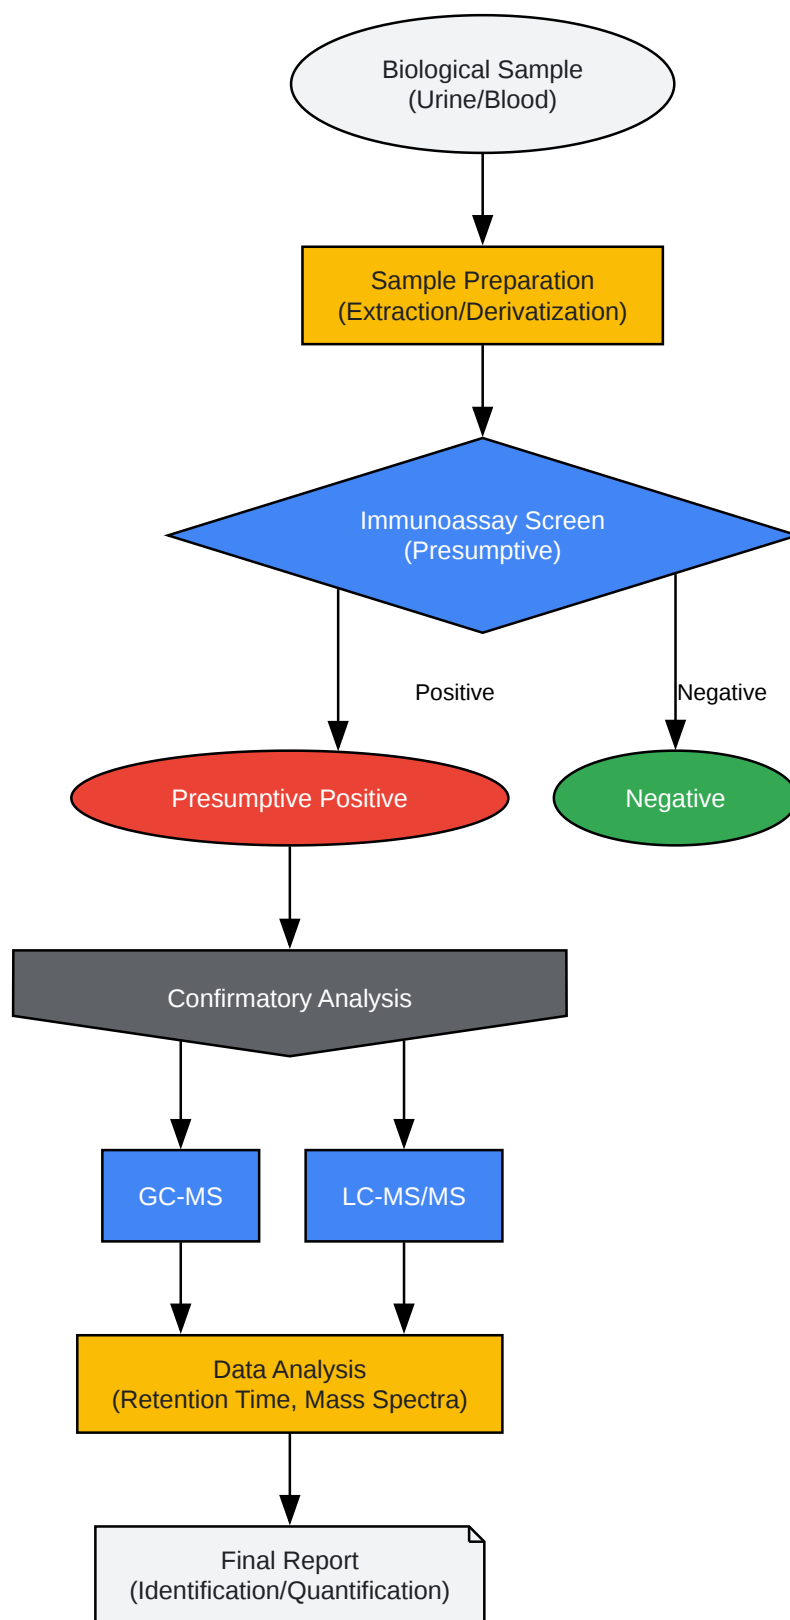 Biological Sample
(Urine/Blood)
Sample Preparation
(Extraction/Derivatization)
Immunoassay Screen
(Presumptive)
Positive
Negative
Presumptive Positive
Negative
Confirmatory Analysis
GC-MS
LC-MS/MS
Data Analysis
(Retention Time, Mass Spectra)
Final Report
(Identification/Quantification)